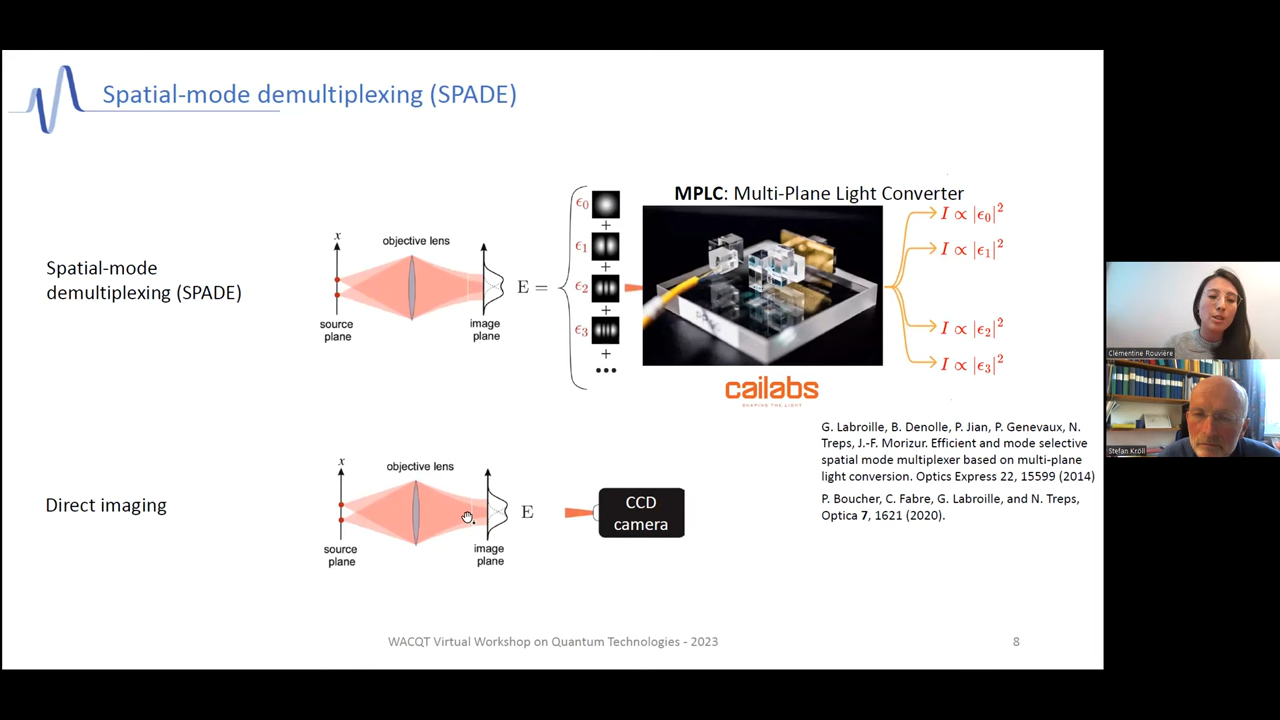 Spatial-mode demultiplexing (SPADE)
MPLC: Multi-Plane Light Converter
Spatial-mode
demultiplexing (SPADE)
x
objective lens
source
plane
image
plane
E =
ϵ0
+
ϵ1
+
ϵ2
+
ϵ3
+
•••
I ∝ |ϵ0|²
I ∝ |ϵ1|²
I ∝ |ϵ2|²
I ∝ |ϵ3|²
cailabs
SHAPING THE LIGHT
G. Labroille, B. Denolle, P. Jian, P. Genevaux, N.
Treps, J.-F. Morizur. Efficient and mode selective
spatial mode multiplexer based on multi-plane
light conversion. Optics Express 22, 15599 (2014)
P. Boucher, C. Fabre, G. Labroille, and N. Treps,
Optica 7, 1621 (2020).
Direct imaging
x
objective lens
source
plane
image
plane
E
CCD
camera
WACQT Virtual Workshop on Quantum Technologies - 2023
8
Clémentine Rouvière
Stefan Kröll